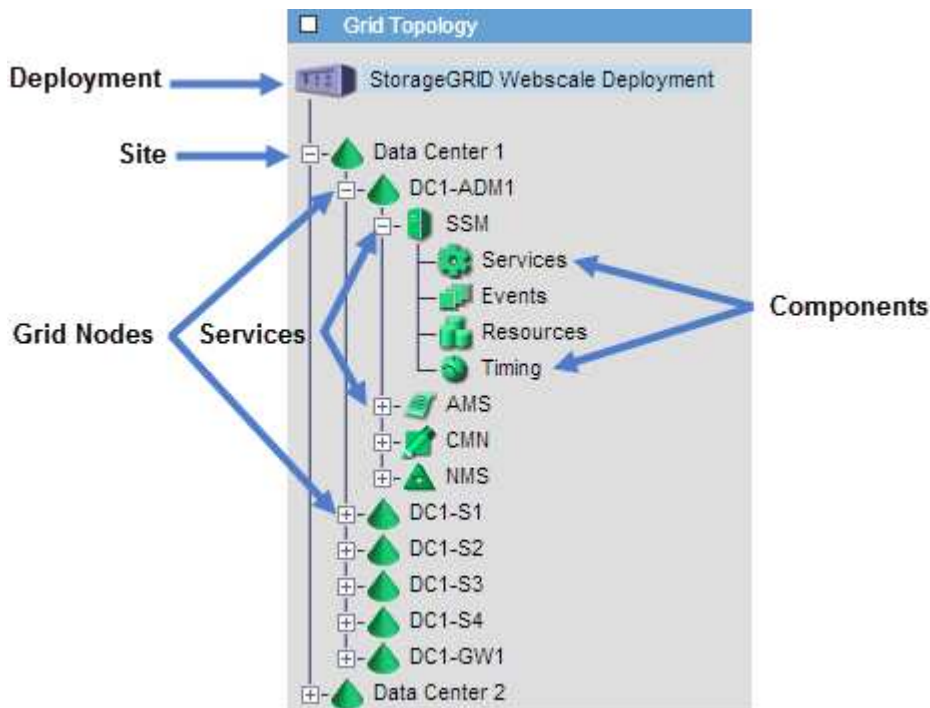 Grid Topology
Deployment
StorageGRID Webscale Deployment
Site
Data Center 1
DC1-ADM1
SSM
Services
Events
Components
Grid Nodes
Services
Resources
Timing
AMS
CMN
NMS
DC1-S1
DC1-S2
DC1-S3
DC1-S4
DC1-GW1
Data Center 2